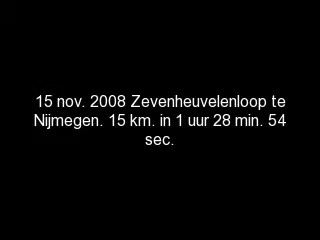 15 nov. 2008 Zevenheuvelenloop te
Nijmegen. 15 km. in 1 uur 28 min. 54
sec.